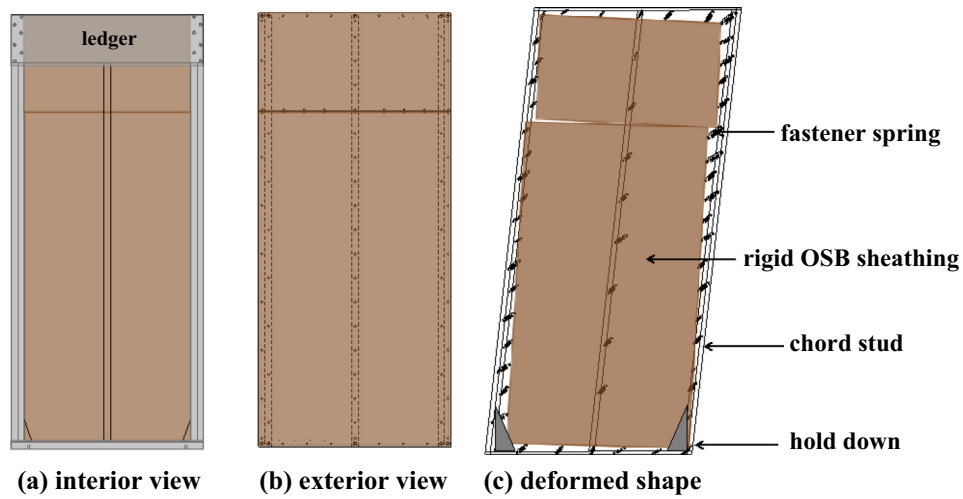 ledger
fastener spring
rigid OSB sheathing
chord stud
hold down
(a) interior view
(b) exterior view
(c) deformed shape